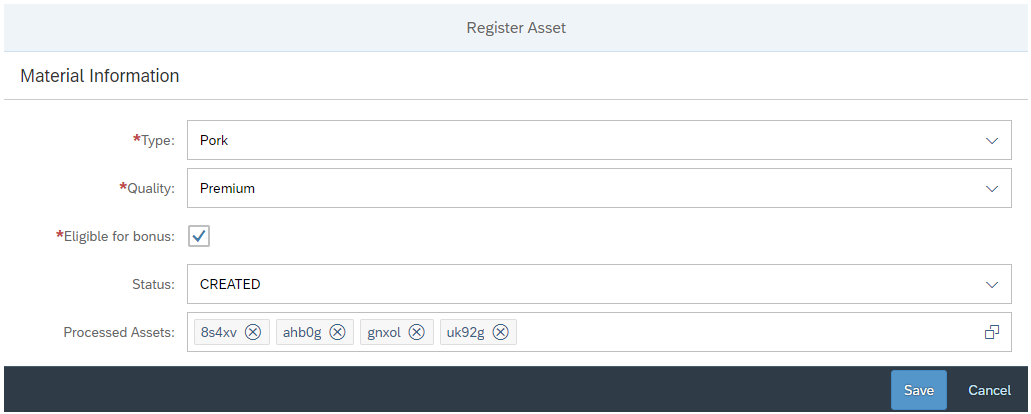 Register Asset
Material Information
*Type: Pork
*Quality: Premium
*Eligible for bonus:
Status: CREATED
Processed Assets: 8s4xv ahb0g gnxol uk92g
Save Cancel